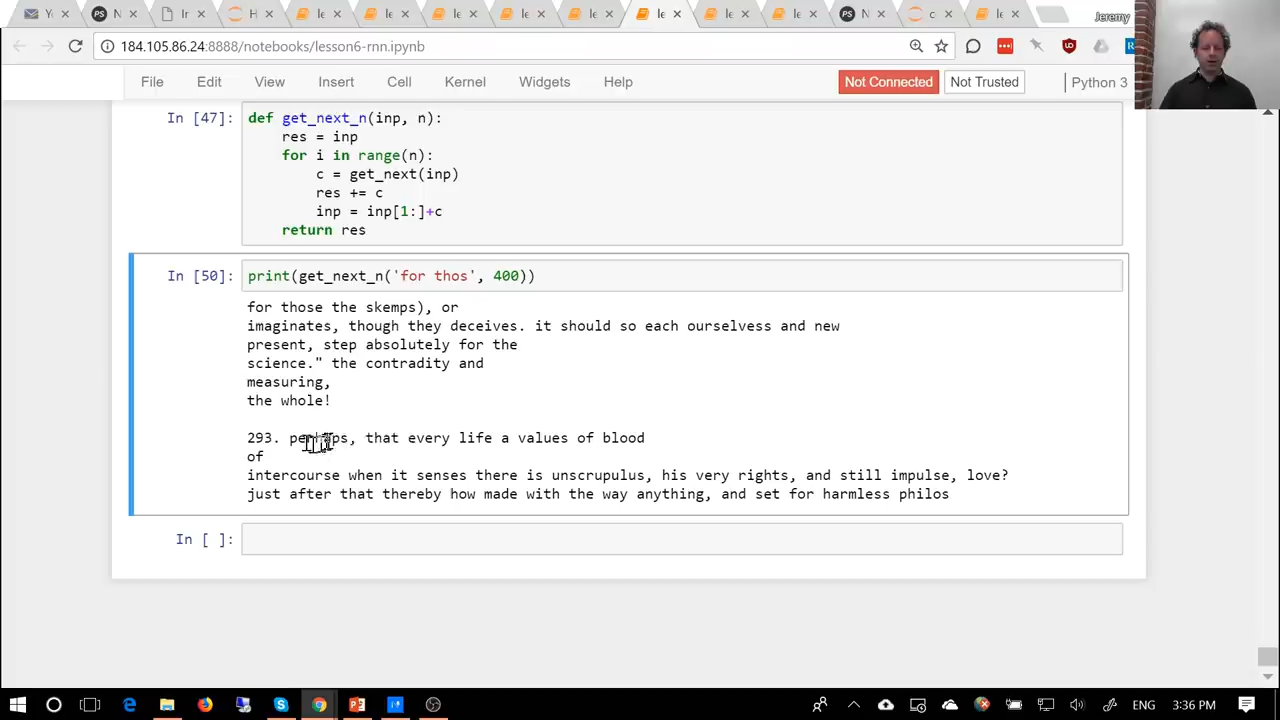 Jeremy
184.105.86.24:8888/notebooks/lesson6-rnn.ipynb
File Edit View Insert Cell Kernel Widgets Help Not Connected Not Trusted Python 3
In [47]: def get_next_n(inp, n):
res = inp
for i in range(n):
c = get_next(inp)
res += c
inp = inp[1:]+c
return res
In [50]: print(get_next_n('for thos', 400))
for those the skemps), or
imaginates, though they deceives. it should so each ourselvess and new
present, step absolutely for the
science." the contradity and
measuring,
the whole!
293. perhaps, that every life a values of blood
of
intercourse when it senses there is unscrupulus, his very rights, and still impulse, love?
just after that thereby how made with the way anything, and set for harmless philos
In [ ]:
ENG 3:36 PM